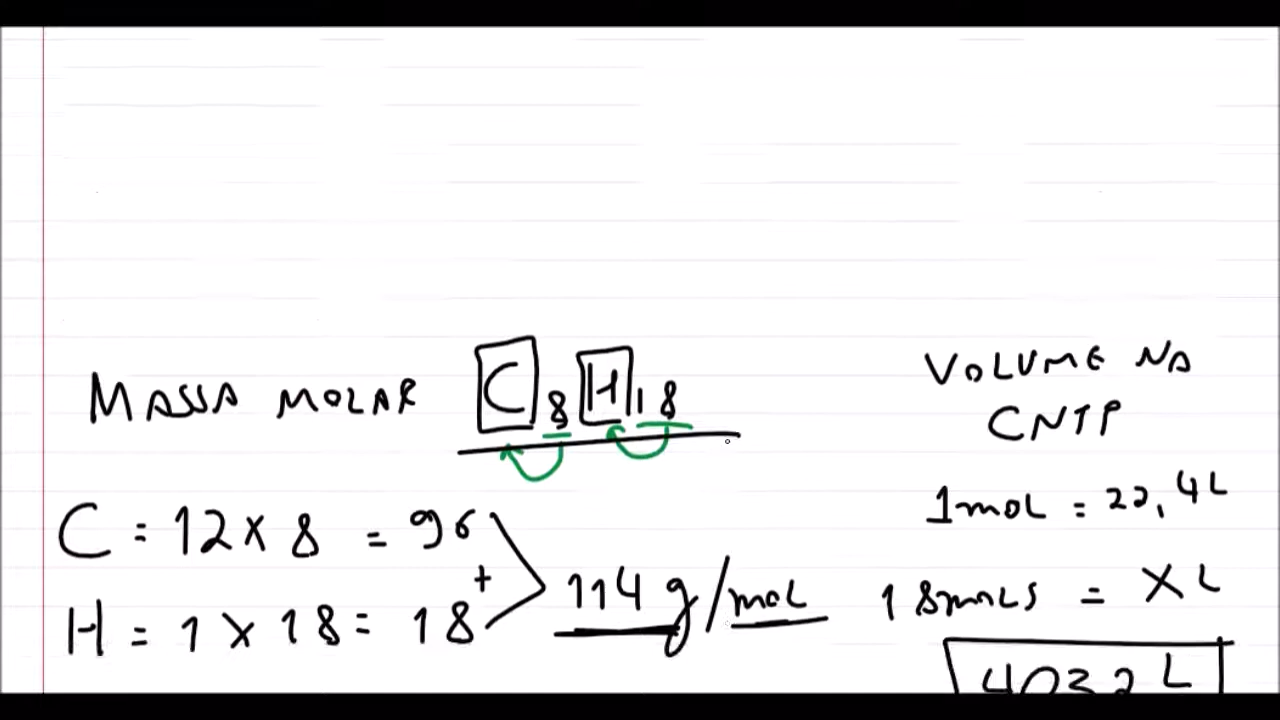 MASSA MOLAR C8H18
C = 12 x 8 = 96
+
H = 1 x 18 = 18
114 g/mol
VOLUME NA
CNTP
1mol = 22,4L
18mols = X L
4032 L